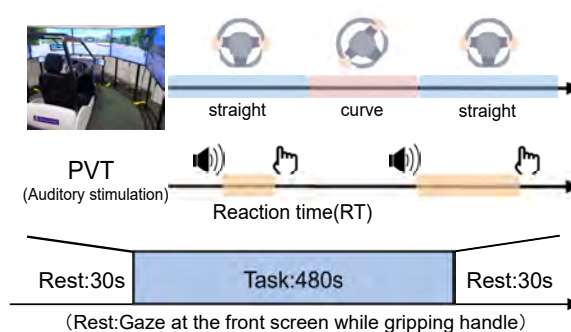 straight
curve
straight
PVT
(Auditory stimulation)
Reaction time(RT)
Rest:30s
Task:480s
Rest:30s
（Rest:Gaze at the front screen while gripping handle）